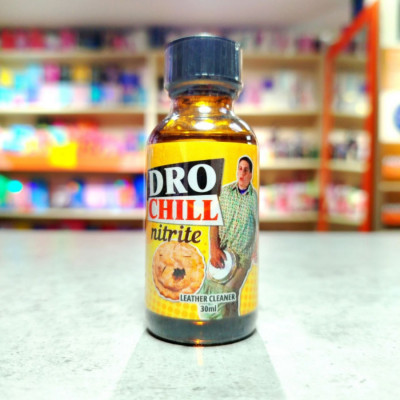 DRO
CHILL
nitrite
LEATHER CLEANER
30ml